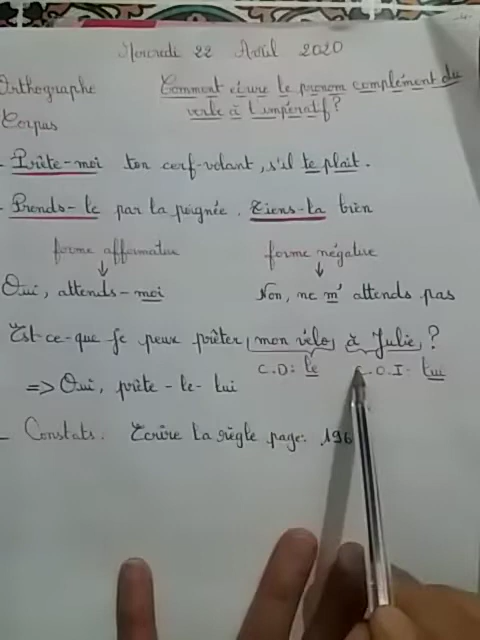 Mercredi 22 Avril 2020
Orthographe Comment écrire le pronom complément du
verbe à l'impératif?
Corpus
- Prête-moi ton cerf-volant, s'il te plaît.
- Prends-le par la poignée. Tiens-la bien
forme affirmative forme négative
Oui, attends-moi Non, ne m'attends pas
Est-ce-que je peux prêter mon vélo à Julie ?
C.D: le C.O.I: lui
=> Oui, prête-le-lui
- Constats. Ecrire la règle page: 196